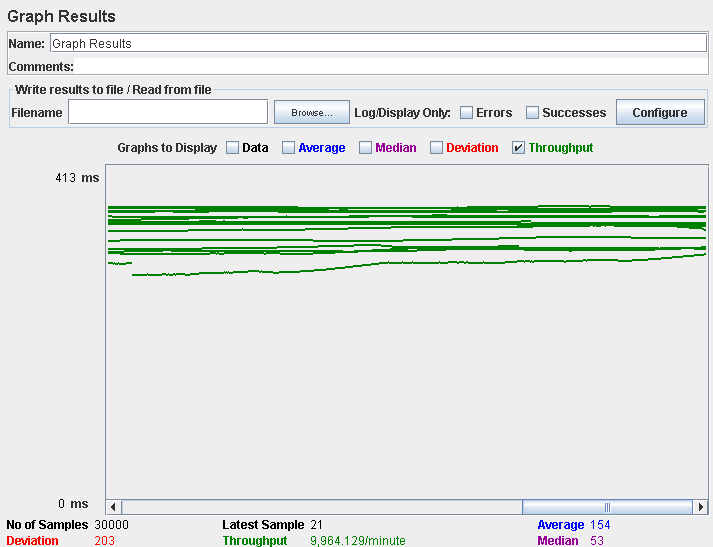 Graph Results
Name: Graph Results
Comments:
Write results to file / Read from file
Filename Browse... Log/Display Only: Errors Successes Configure
Graphs to Display Data Average Median Deviation Throughput
413 ms
0 ms
No of Samples 30000 Latest Sample 21 Average 154
Deviation 203 Throughput 9,964.129/minute Median 53